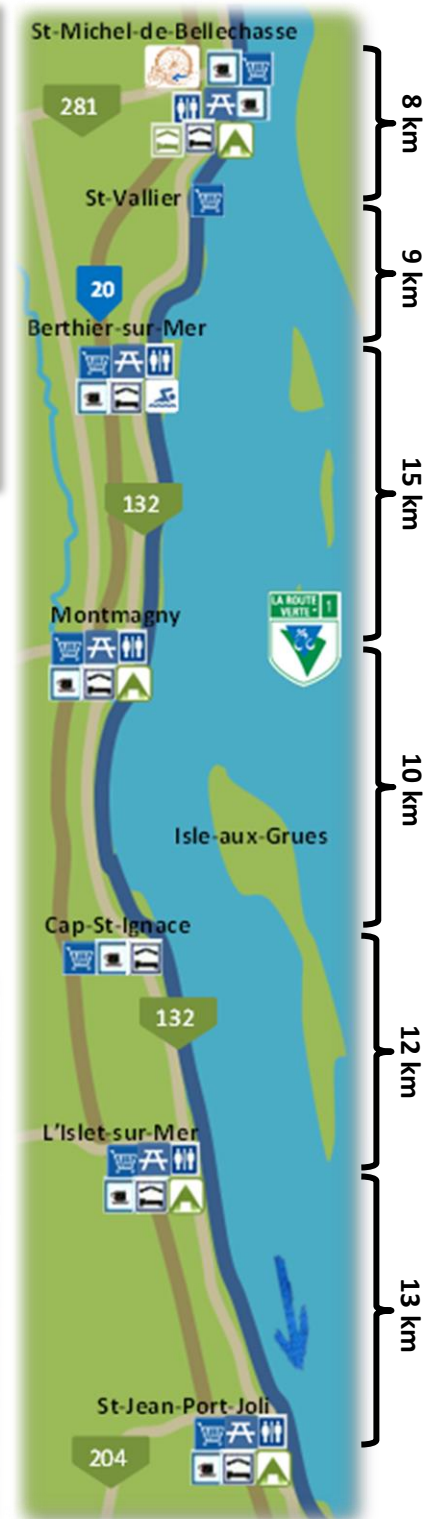 St-Michel-de-Bellechasse
281
8 km
St-Vallier
9 km
20
Berthier-sur-Mer
15 km
132
LA ROUTE VERTE 1
Montmagny
10 km
Isle-aux-Grues
Cap-St-Ignace
132
12 km
L'Islet-sur-Mer
13 km
St-Jean-Port-Joli
204